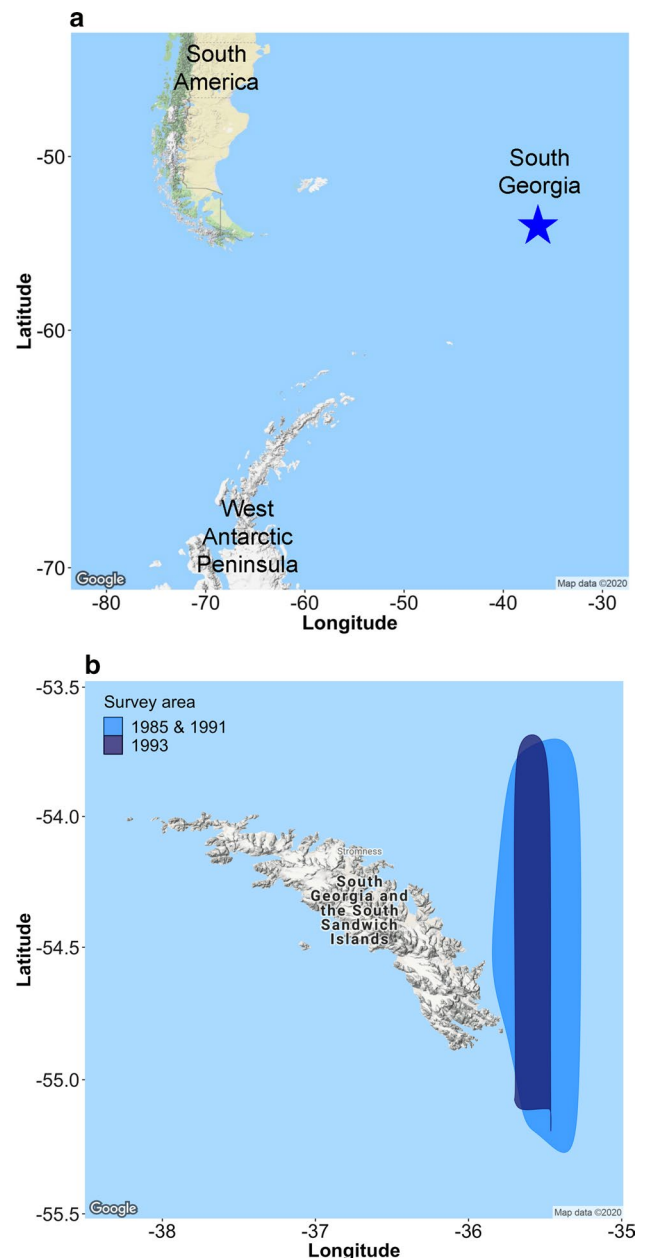 a
South
America
South
Georgia
-50
-60
-70
Latitude
West
Antarctic
Peninsula
Google
Map data ©2020
-80 -70 -60 -50 -40 -30
Longitude
b
-53.5
-54.0
-54.5
-55.0
-55.5
Latitude
Survey area
1985 & 1991
1993
Stromness
South
Georgia and
the South
Sandwich
Islands
Google
Map data ©2020
-38 -37 -36 -35
Longitude